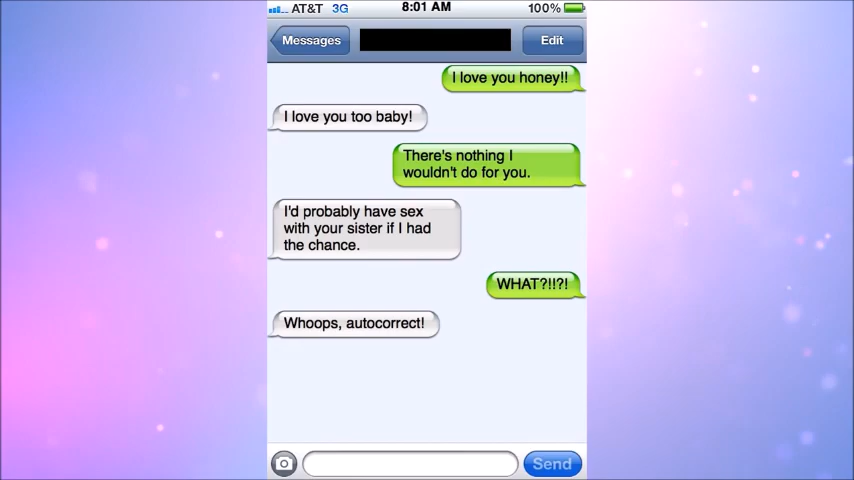 AT&T 3G 8:01 AM 100%
Messages Edit
I love you honey!!
I love you too baby!
There's nothing I
wouldn't do for you.
I'd probably have sex
with your sister if I had
the chance.
WHAT?!!?!
Whoops, autocorrect!
Send